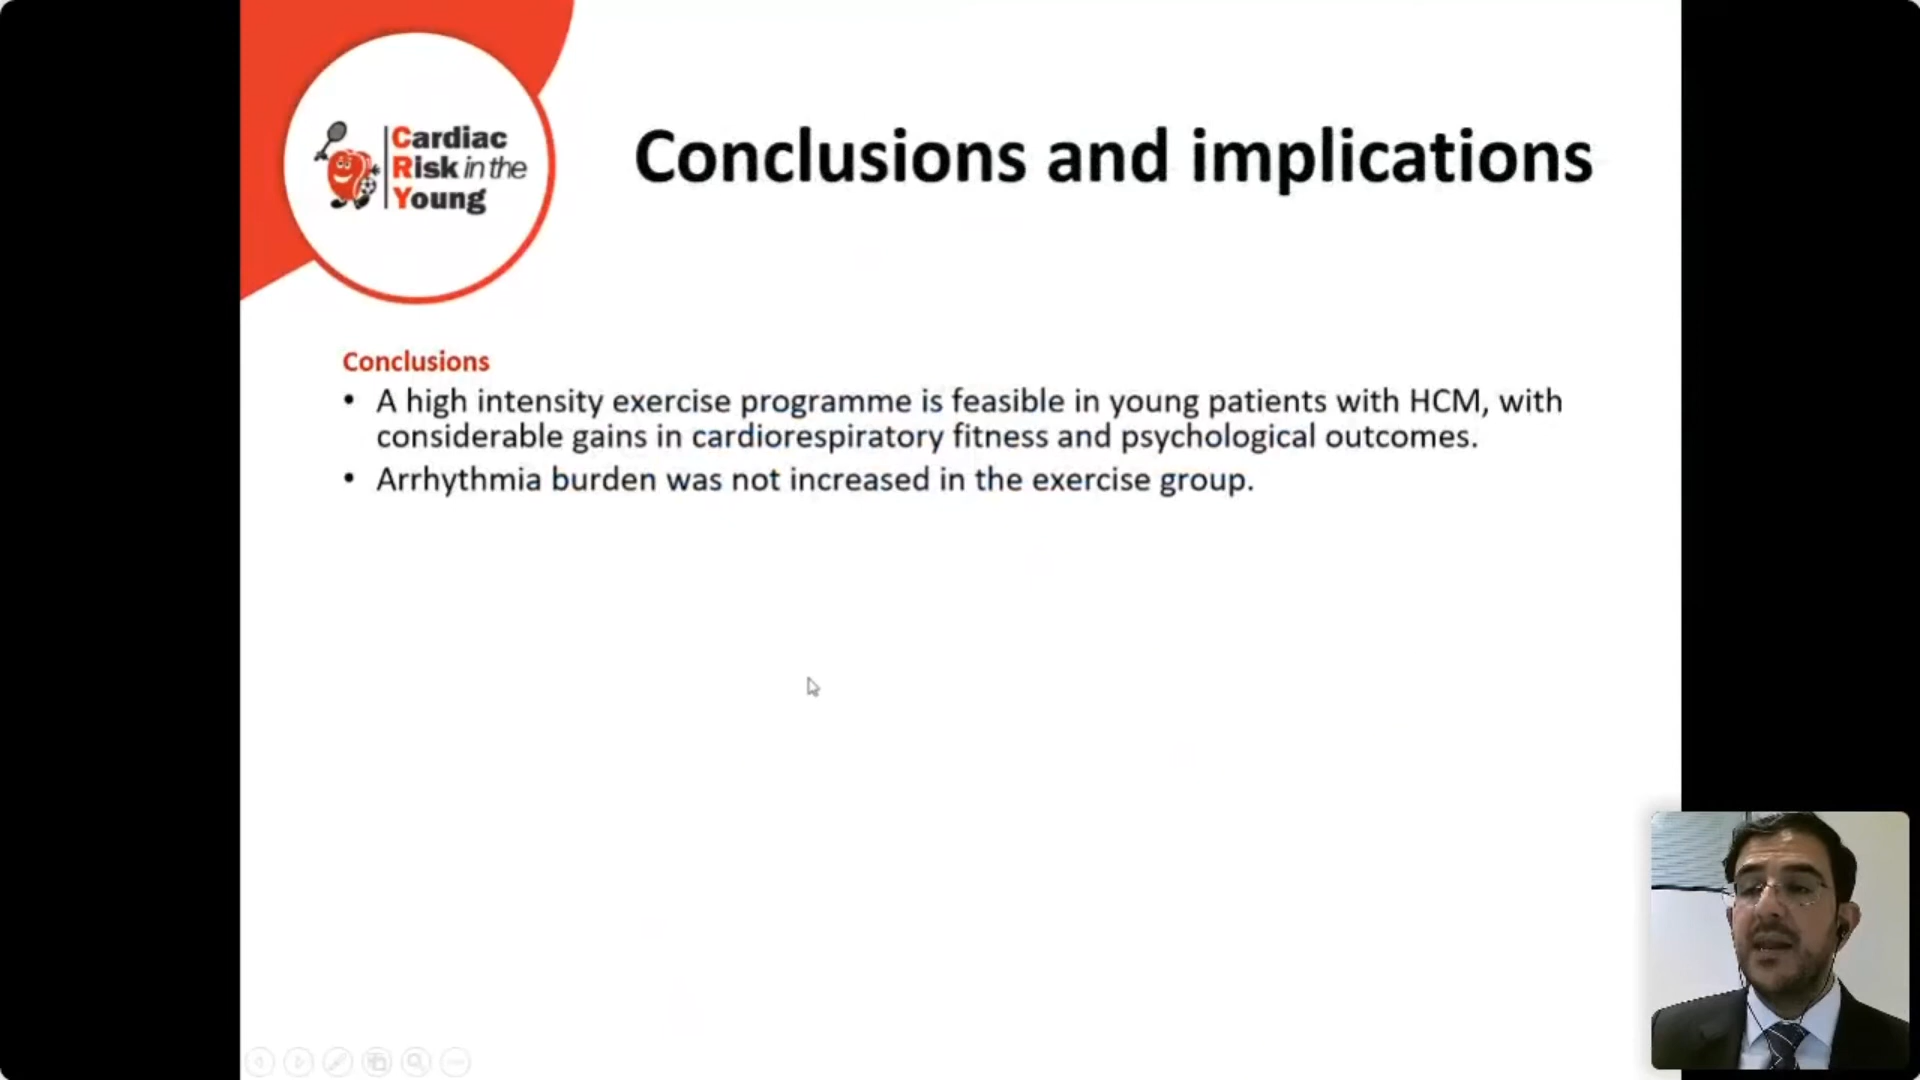 Cardiac
Risk in the
Young
Conclusions and implications
Conclusions
• A high intensity exercise programme is feasible in young patients with HCM, with
considerable gains in cardiorespiratory fitness and psychological outcomes.
• Arrhythmia burden was not increased in the exercise group.